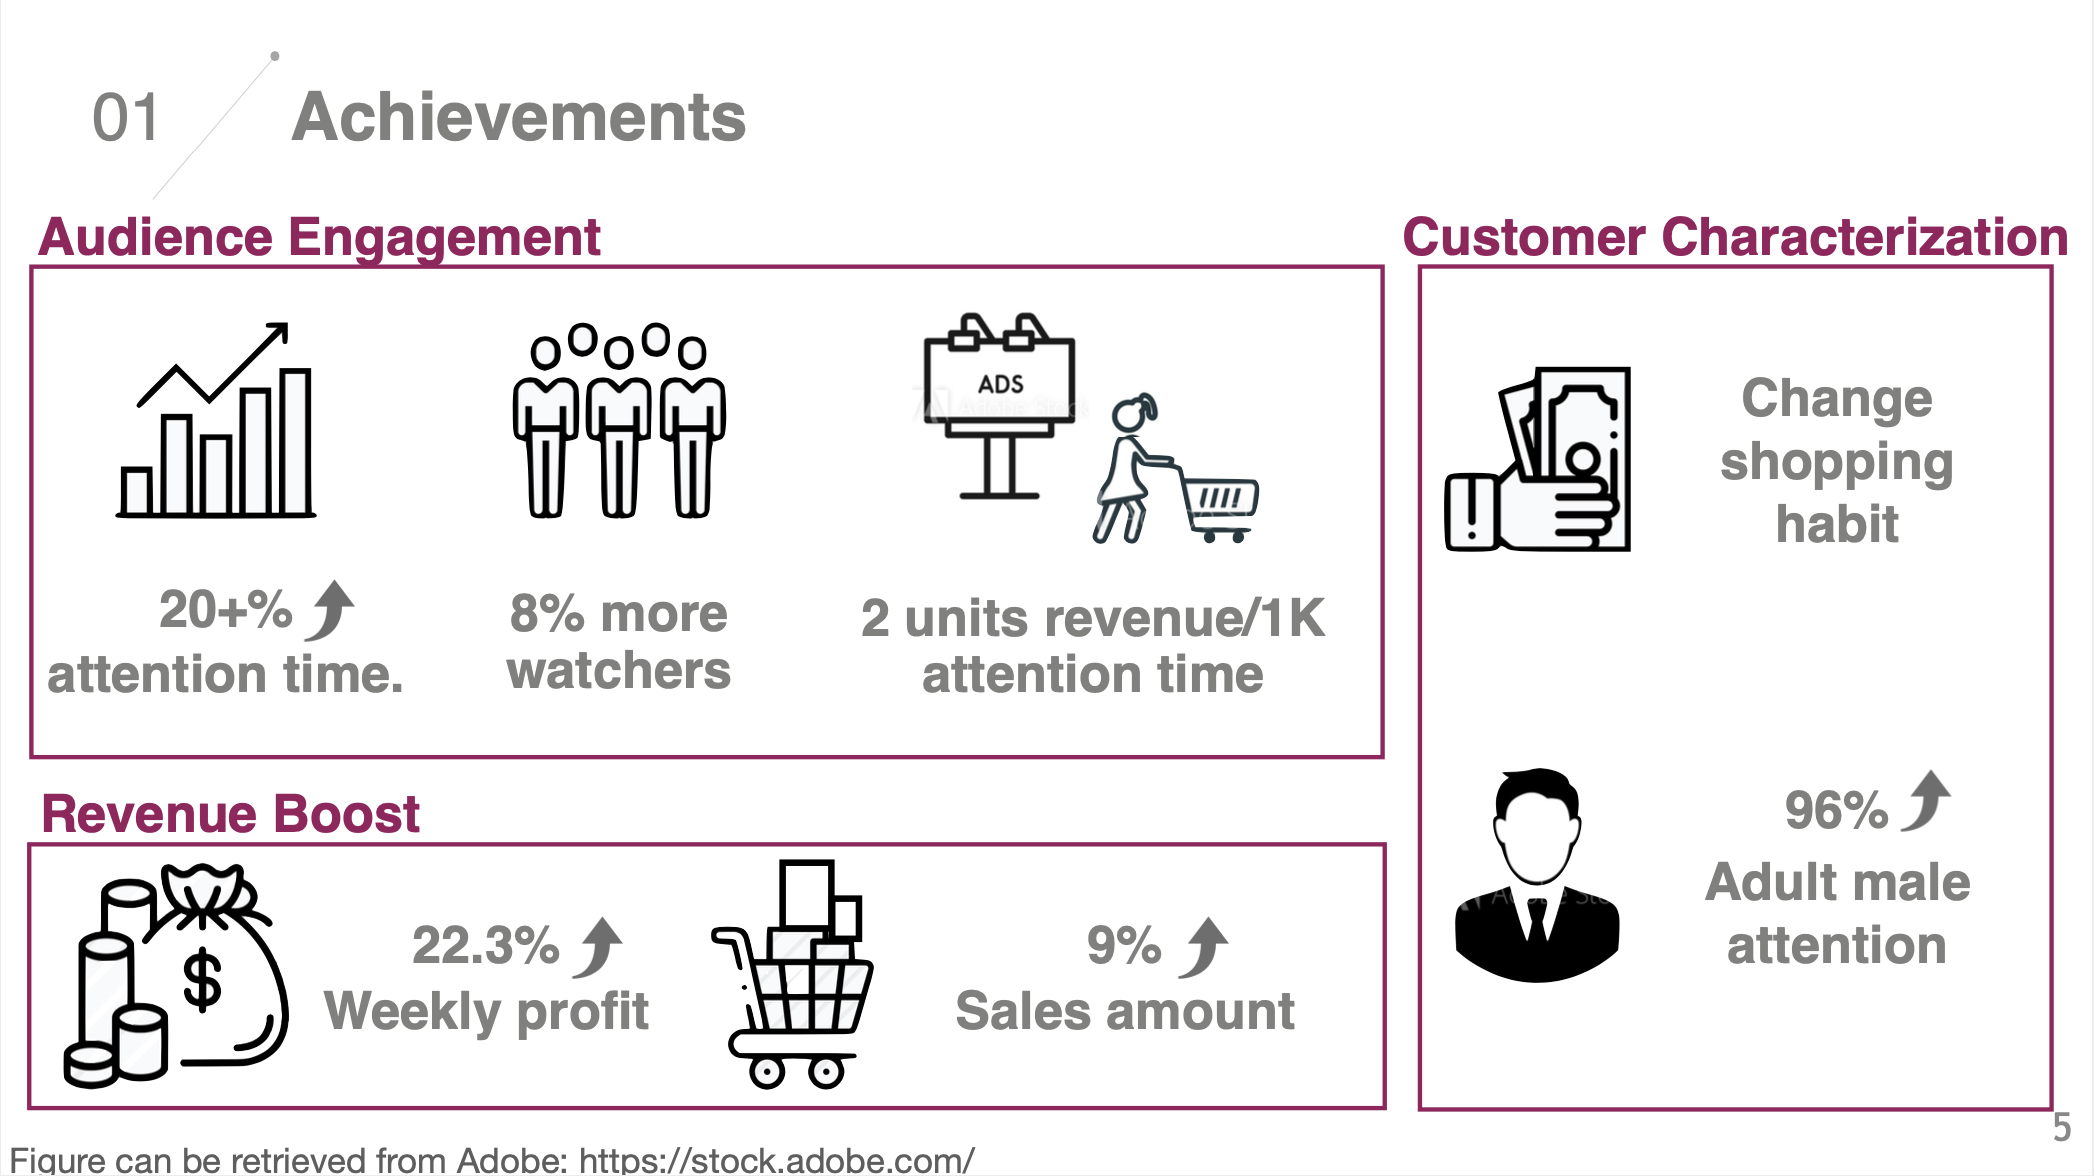 01
Achievements
Audience Engagement
ADS
Adobe Stock
20+%
attention time.
8% more
watchers
2 units revenue/1K
attention time
Revenue Boost
$
22.3%
Weekly profit
9%
Sales amount
Customer Characterization
Change
shopping
habit
96%
Adult male
attention
5
Figure can be retrieved from Adobe: https://stock.adobe.com/